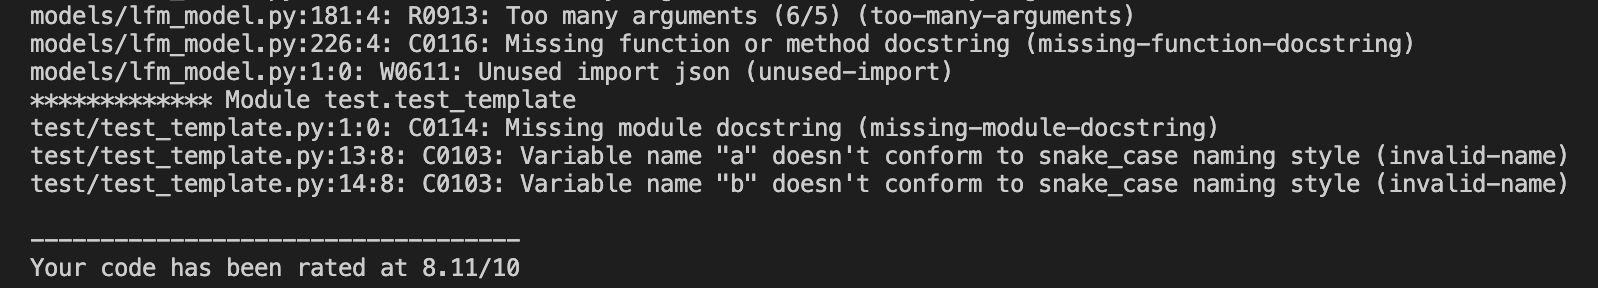 models/lfm_model.py:181:4: R0913: Too many arguments (6/5) (too-many-arguments)
models/lfm_model.py:226:4: C0116: Missing function or method docstring (missing-function-docstring)
models/lfm_model.py:1:0: W0611: Unused import json (unused-import)
************* Module test.test_template
test/test_template.py:1:0: C0114: Missing module docstring (missing-module-docstring)
test/test_template.py:13:8: C0103: Variable name "a" doesn't conform to snake_case naming style (invalid-name)
test/test_template.py:14:8: C0103: Variable name "b" doesn't conform to snake_case naming style (invalid-name)
-----------------------------------
Your code has been rated at 8.11/10